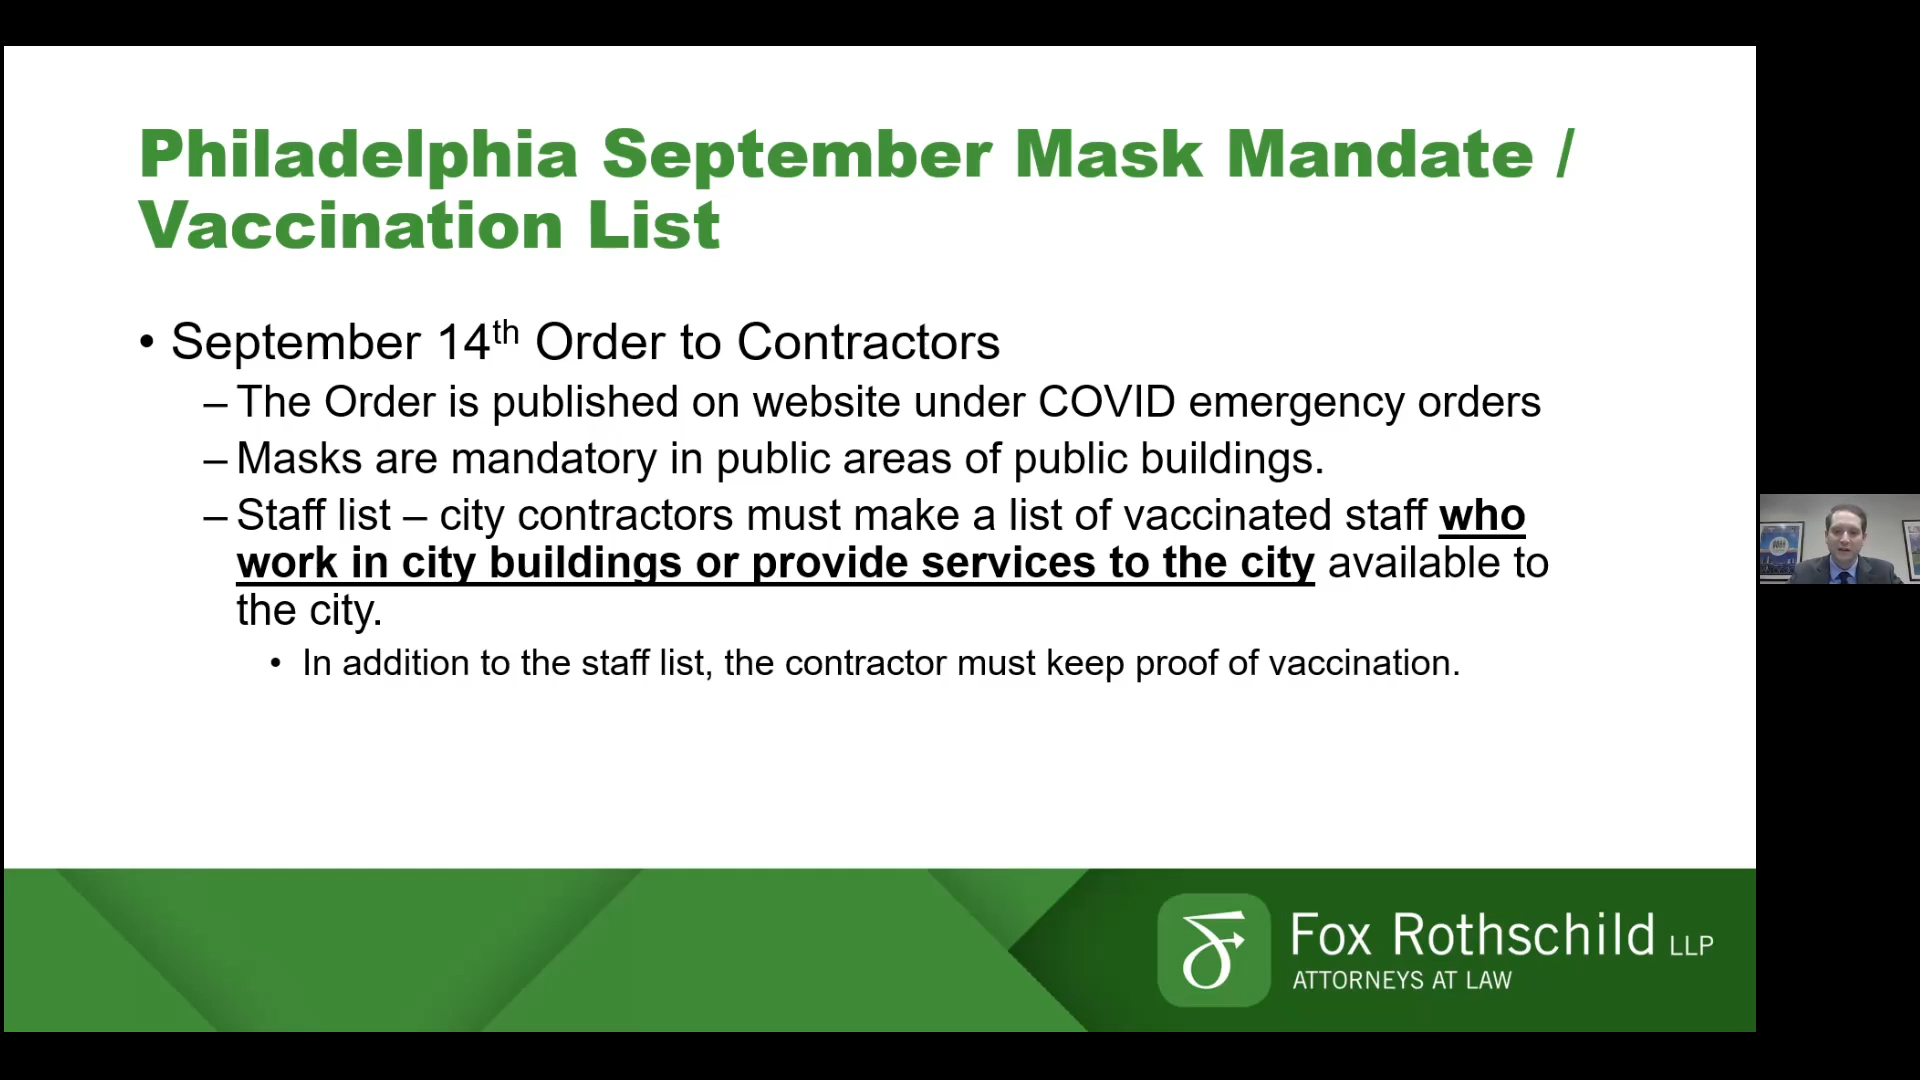 Philadelphia September Mask Mandate /
Vaccination List
• September 14th Order to Contractors
– The Order is published on website under COVID emergency orders
– Masks are mandatory in public areas of public buildings.
– Staff list – city contractors must make a list of vaccinated staff who
work in city buildings or provide services to the city available to
the city.
• In addition to the staff list, the contractor must keep proof of vaccination.
Fox Rothschild LLP
ATTORNEYS AT LAW